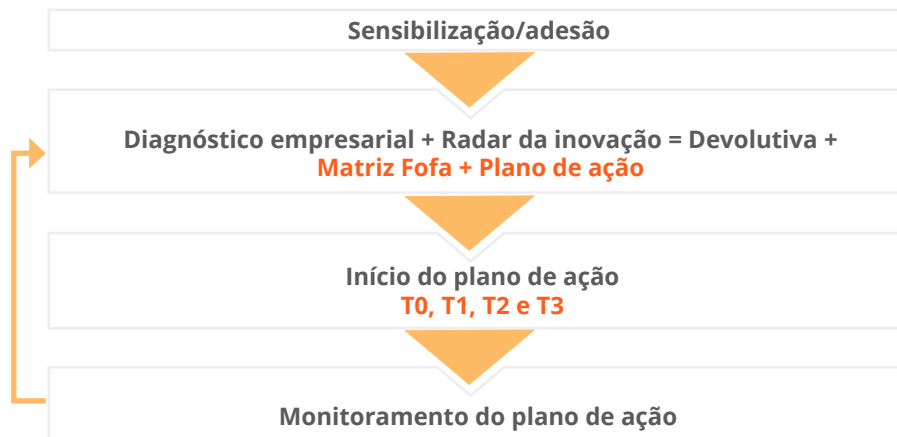 Sensibilização/adesão
Diagnóstico empresarial + Radar da inovação = Devolutiva +
Matriz Fofa + Plano de ação
Início do plano de ação
T0, T1, T2 e T3
Monitoramento do plano de ação